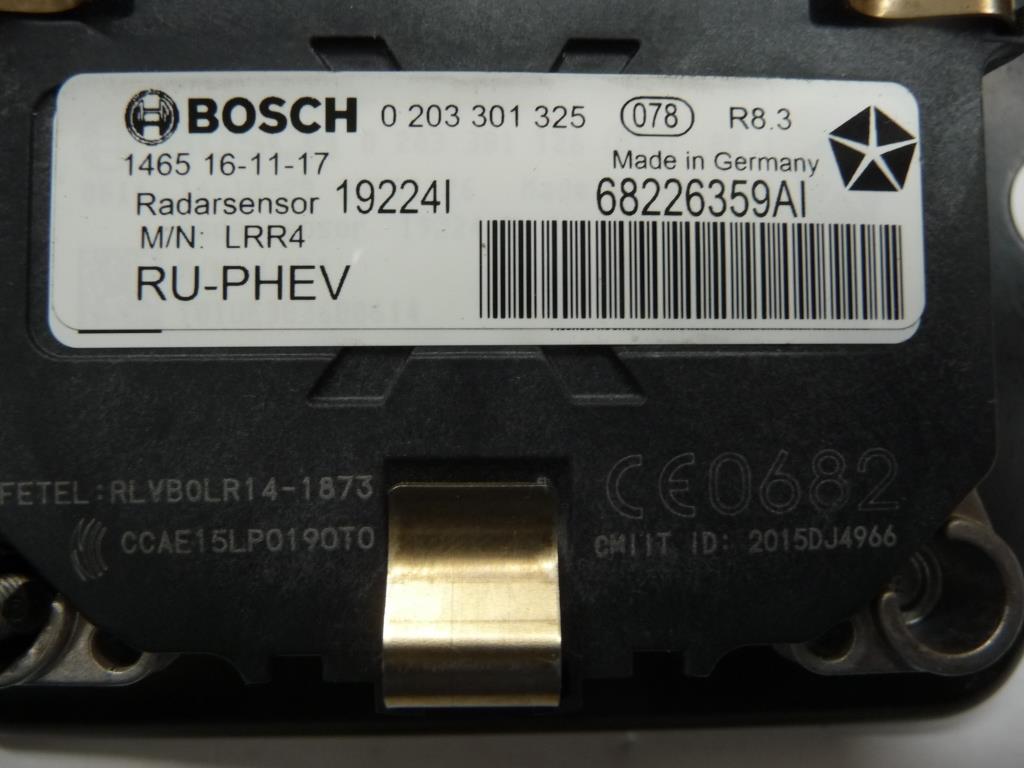 BOSCH 0 203 301 325 078 R8.3
1465 16-11-17 Made in Germany
Radarsensor 19224I 68226359AI
M/N: LRR4
RU-PHEV
FETEL:RLVB0LR14-1873 CE0682
CCAE15LP0190T0 CMIIT ID: 2015DJ4966